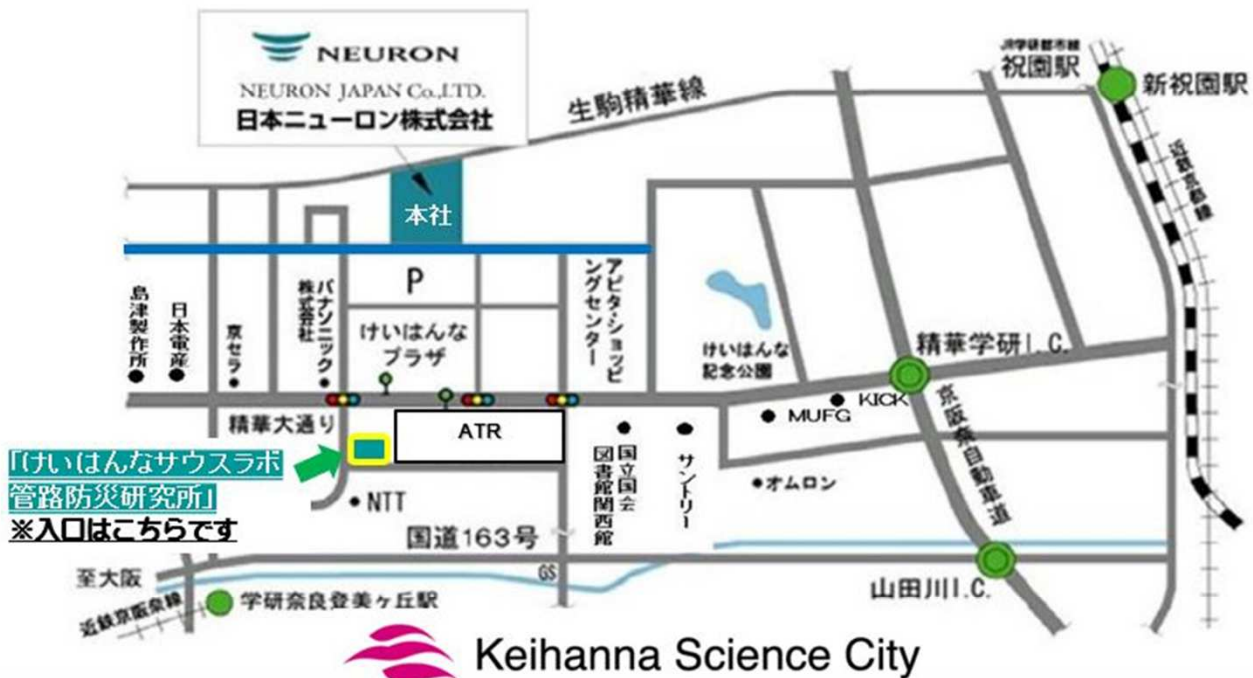 NEURON
NEURON JAPAN Co.,LTD.
日本ニューロン株式会社
生駒精華線
JR学研都市線
祝園駅
新祝園駅
近鉄京都線
本社
P
島津製作所
日本電産
京セラ
パナソニック
株式会社
けいはんな
プラザ
アピタ・ショッピ
ングセンター
けいはんな
記念公園
精華学研I.C.
KICK
MUFG
京阪奈自動車道
精華大通り
ATR
「けいはんなサウスラボ
管路防災研究所」
※入口はこちらです
NTT
国立国会
図書館関西館
サントリー
オムロン
国道163号
至大阪
GS
山田川I.C.
近鉄京阪奈線
学研奈良登美ヶ丘駅
Keihanna Science City